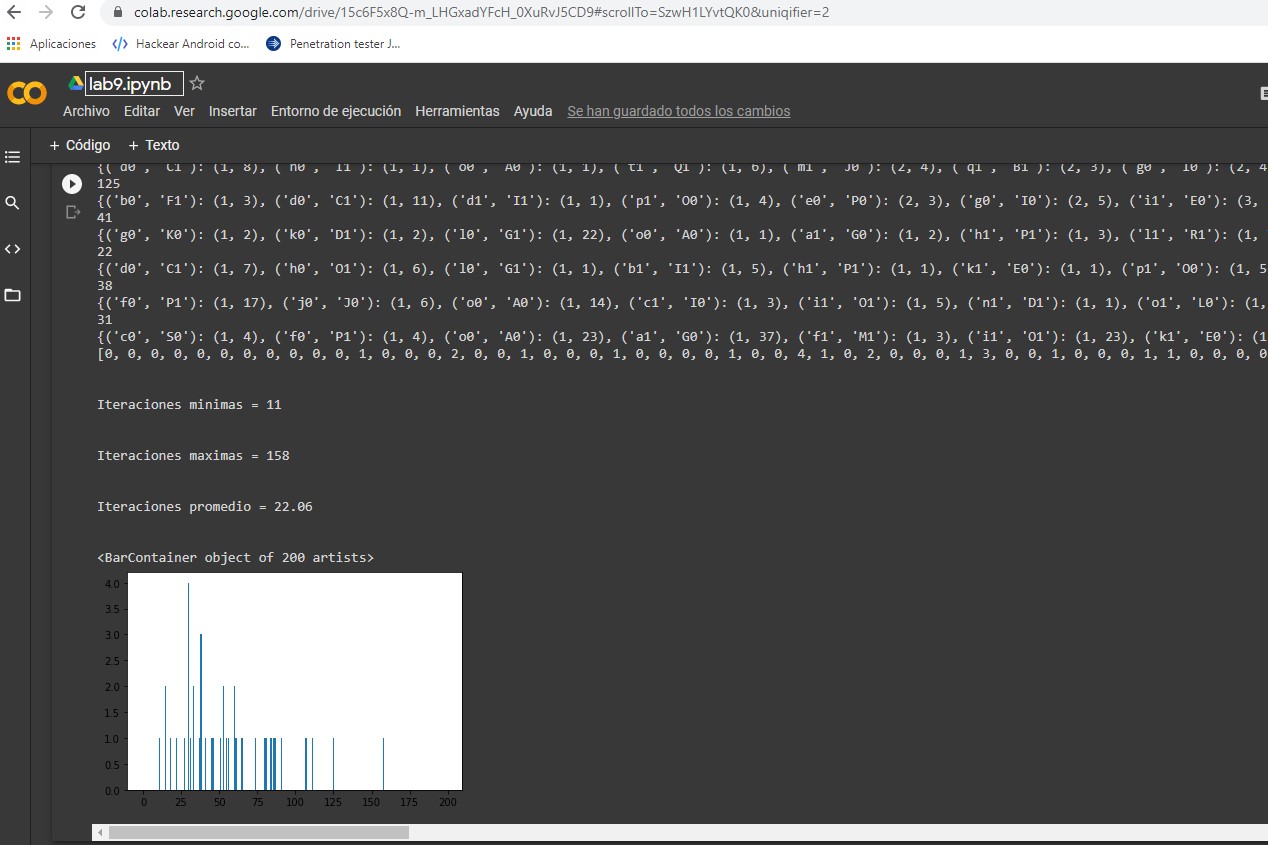 colab.research.google.com/drive/15c6F5x8Q-m_LHGxadYFcH_0XuRvJ5CD9#scrollTo=SzwH1LYvtQK0&uniqifier=2
Aplicaciones Hackear Android co... Penetration tester J...
lab9.ipynb
Archivo Editar Ver Insertar Entorno de ejecución Herramientas Ayuda Se han guardado todos los cambios
+ Código + Texto
{('d0', 'C1'): (1, 8), ('h0', 'I1'): (1, 1), ('o0', 'A0'): (1, 1), ('t1', 'Q1'): (1, 6), ('m1', 'J0'): (2, 4), ('q1', 'B1'): (2, 3), ('g0', 'I0'): (2, 4
125
{('b0', 'F1'): (1, 3), ('d0', 'C1'): (1, 11), ('d1', 'I1'): (1, 1), ('p1', 'O0'): (1, 4), ('e0', 'P0'): (2, 3), ('g0', 'I0'): (2, 5), ('i1', 'E0'): (3,
41
{('g0', 'K0'): (1, 2), ('k0', 'D1'): (1, 2), ('l0', 'G1'): (1, 22), ('o0', 'A0'): (1, 1), ('a1', 'G0'): (1, 2), ('h1', 'P1'): (1, 3), ('l1', 'R1'): (1,
22
{('d0', 'C1'): (1, 7), ('h0', 'O1'): (1, 6), ('l0', 'G1'): (1, 1), ('b1', 'I1'): (1, 5), ('h1', 'P1'): (1, 1), ('k1', 'E0'): (1, 1), ('p1', 'O0'): (1, 5
38
{('f0', 'P1'): (1, 17), ('j0', 'J0'): (1, 6), ('o0', 'A0'): (1, 14), ('c1', 'I0'): (1, 3), ('i1', 'O1'): (1, 5), ('n1', 'D1'): (1, 1), ('o1', 'L0'): (1,
31
{('c0', 'S0'): (1, 4), ('f0', 'P1'): (1, 4), ('o0', 'A0'): (1, 23), ('a1', 'G0'): (1, 37), ('f1', 'M1'): (1, 3), ('i1', 'O1'): (1, 23), ('k1', 'E0'): (1
[0, 0, 0, 0, 0, 0, 0, 0, 0, 0, 0, 1, 0, 0, 0, 2, 0, 0, 1, 0, 0, 0, 1, 0, 0, 0, 0, 1, 0, 0, 4, 1, 0, 2, 0, 0, 0, 1, 3, 0, 0, 1, 0, 0, 0, 1, 1, 0, 0, 0, 0
Iteraciones minimas = 11
Iteraciones maximas = 158
Iteraciones promedio = 22.06
<BarContainer object of 200 artists>
4.0
3.5
3.0
2.5
2.0
1.5
1.0
0.5
0.0
0 25 50 75 100 125 150 175 200